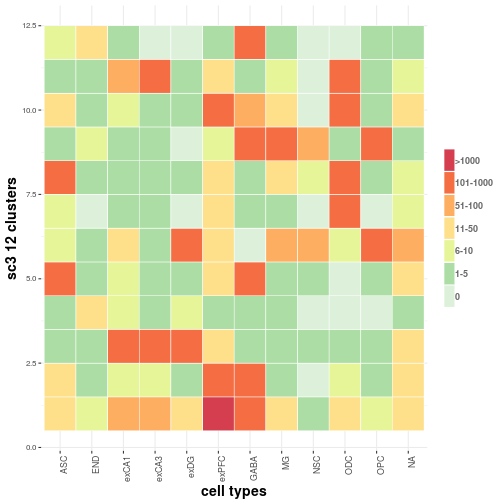 12.5
10.0
7.5
5.0
2.5
0.0
sc3 12 clusters
ASC
END
exCA1
exCA3
exDG
exPFC
GABA
MG
NSC
ODC
OPC
NA
cell types
>1000
101-1000
51-100
11-50
6-10
1-5
0